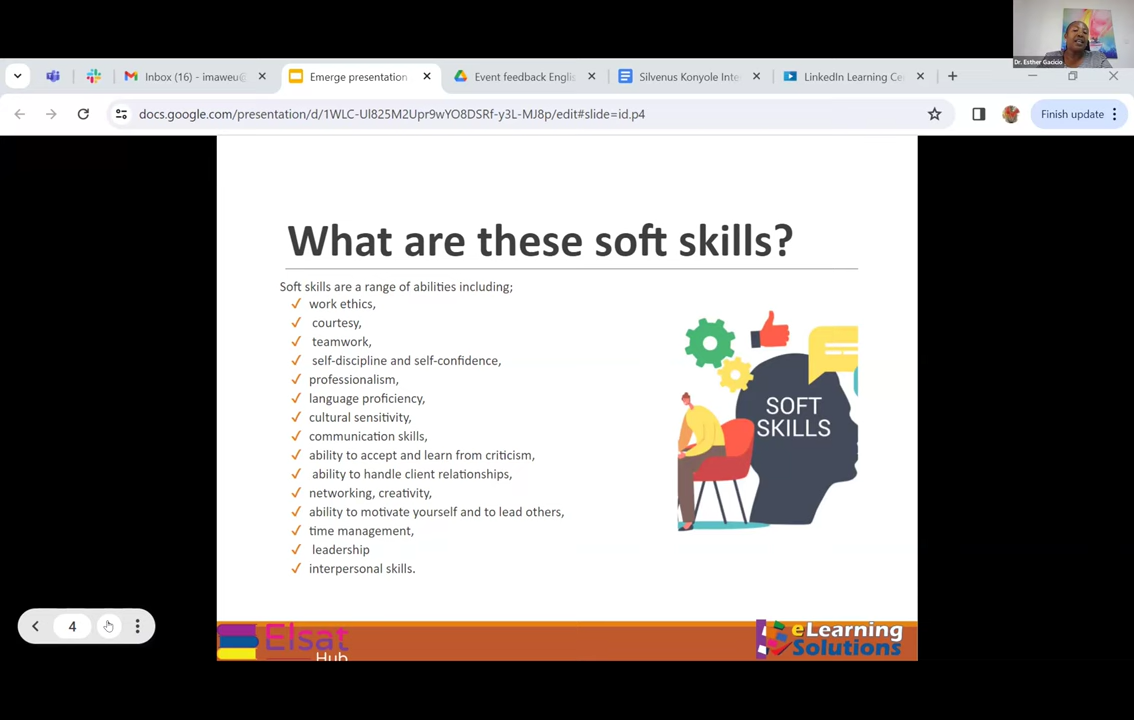 Dr. Esther Gacicio
Inbox (16) - imaweu@
Emerge presentation
Event feedback Englis
Silvenus Konyole Inte
LinkedIn Learning Ce
docs.google.com/presentation/d/1WLC-Ul825M2Upr9wYO8DSRf-y3L-MJ8p/edit#slide=id.p4
Finish update
What are these soft skills?
Soft skills are a range of abilities including;
✓ work ethics,
✓ courtesy,
✓ teamwork,
✓ self-discipline and self-confidence,
✓ professionalism,
✓ language proficiency,
✓ cultural sensitivity,
✓ communication skills,
✓ ability to accept and learn from criticism,
✓ ability to handle client relationships,
✓ networking, creativity,
✓ ability to motivate yourself and to lead others,
✓ time management,
✓ leadership
✓ interpersonal skills.
SOFT
SKILLS
4
Elsat
Hub
eLearning
Solutions